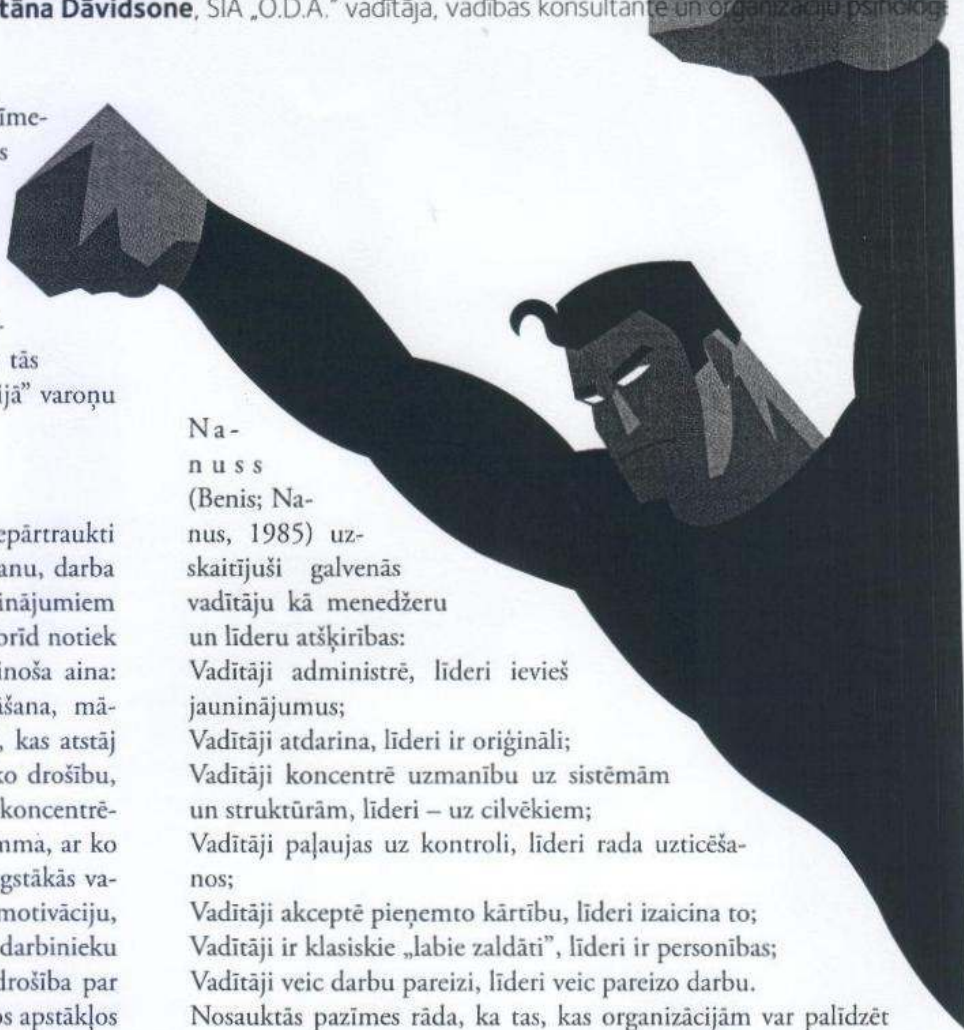 tāna Dāvidsone, SIA „O.D.A.” vadītāja, vadības konsultante un organizāciju psiholog
īme-
s
-
tās
ijā” varoņu
epārtraukti
anu, darba
inājumiem
brīd notiek
inoša aina:
āšana, mā-
, kas atstāj
ko drošību,
koncentrē-
mma, ar ko
gstākās va-
motivāciju,
darbinieku
drošība par
os apstākļos
Na-
nuss
(Benis; Na-
nus, 1985) uz-
skaitījuši galvenās
vadītāju kā menedžeru
un līderu atšķirības:
Vadītāji administrē, līderi ievieš
jauninājumus;
Vadītāji atdarina, līderi ir oriģināli;
Vadītāji koncentrē uzmanību uz sistēmām
un struktūrām, līderi – uz cilvēkiem;
Vadītāji paļaujas uz kontroli, līderi rada uzticēša-
nos;
Vadītāji akceptē pieņemto kārtību, līderi izaicina to;
Vadītāji ir klasiskie „labie zaldāti”, līderi ir personības;
Vadītāji veic darbu pareizi, līderi veic pareizo darbu.
Nosauktās pazīmes rāda, ka tas, kas organizācijām var palīdzēt